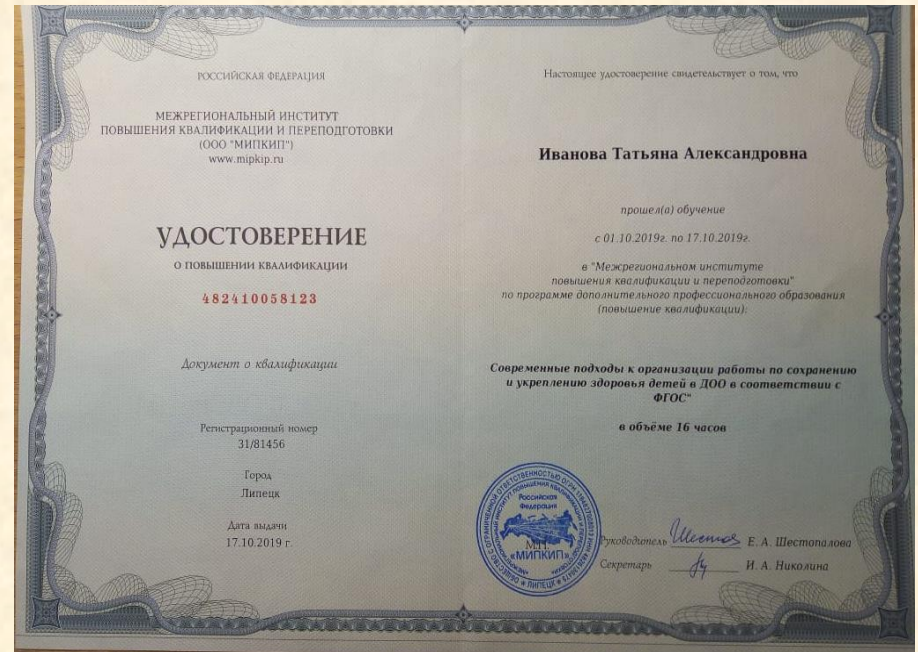 РОССИЙСКАЯ ФЕДЕРАЦИЯ
МЕЖРЕГИОНАЛЬНЫЙ ИНСТИТУТ
ПОВЫШЕНИЯ КВАЛИФИКАЦИИ И ПЕРЕПОДГОТОВКИ
(ООО "МИПКИП")
www.mipkip.ru
УДОСТОВЕРЕНИЕ
О ПОВЫШЕНИИ КВАЛИФИКАЦИИ
482410058123
Документ о квалификации
Регистрационный номер
31/81456
Город
Липецк
Дата выдачи
17.10.2019 г.
Настоящее удостоверение свидетельствует о том, что
Иванова Татьяна Александровна
прошел(а) обучение
с 01.10.2019г. по 17.10.2019г.
в "Межрегиональном институте
повышения квалификации и переподготовки"
по программе дополнительного профессионального образования
(повышение квалификации):
Современные подходы к организации работы по сохранению
и укреплению здоровья детей в ДОО в соответствии с
ФГОС"
в объёме 16 часов
Российская
Федерация
М.П.
«МИПКИП»
ЛИПЕЦК
Руководитель Е. А. Шестопалова
Секретарь И. А. Николина